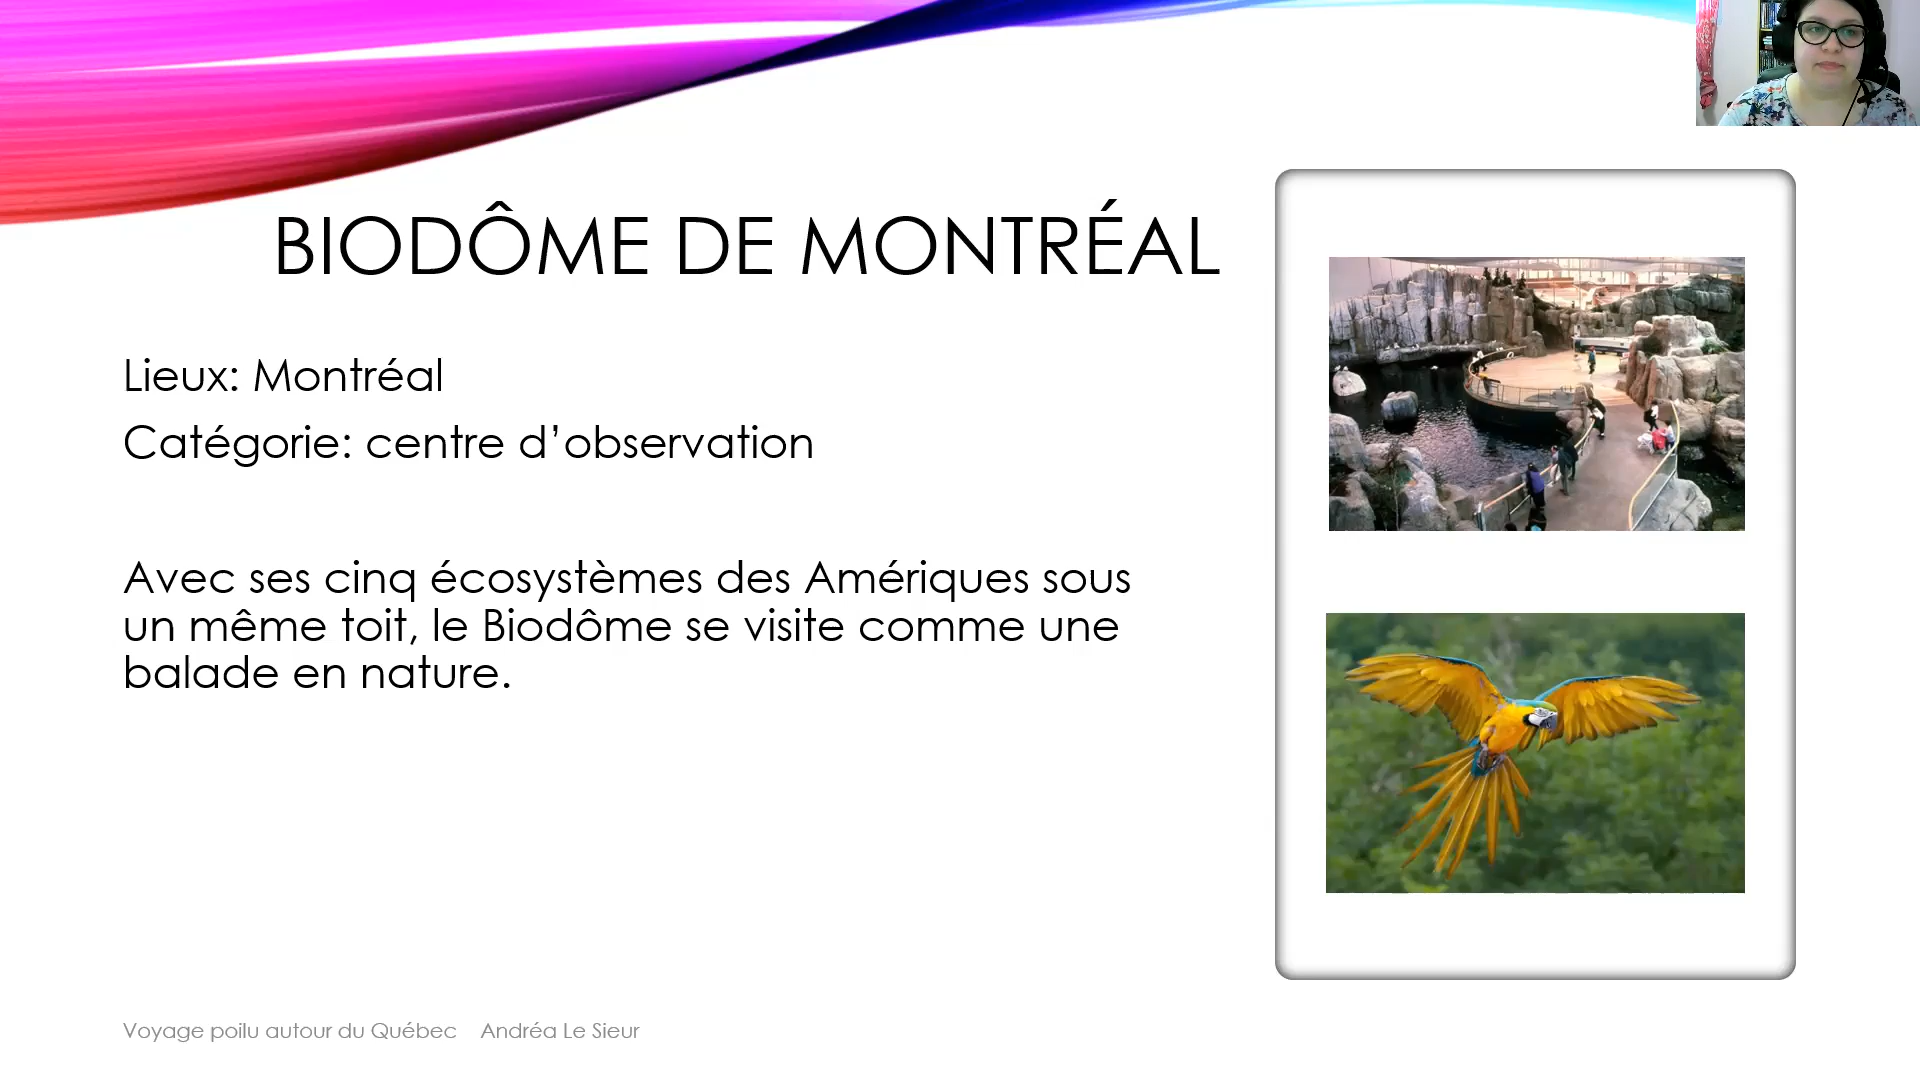 BIODÔME DE MONTRÉAL
Lieux: Montréal
Catégorie: centre d’observation
Avec ses cinq écosystèmes des Amériques sous
un même toit, le Biodôme se visite comme une
balade en nature.
Voyage poilu autour du Québec Andréa Le Sieur